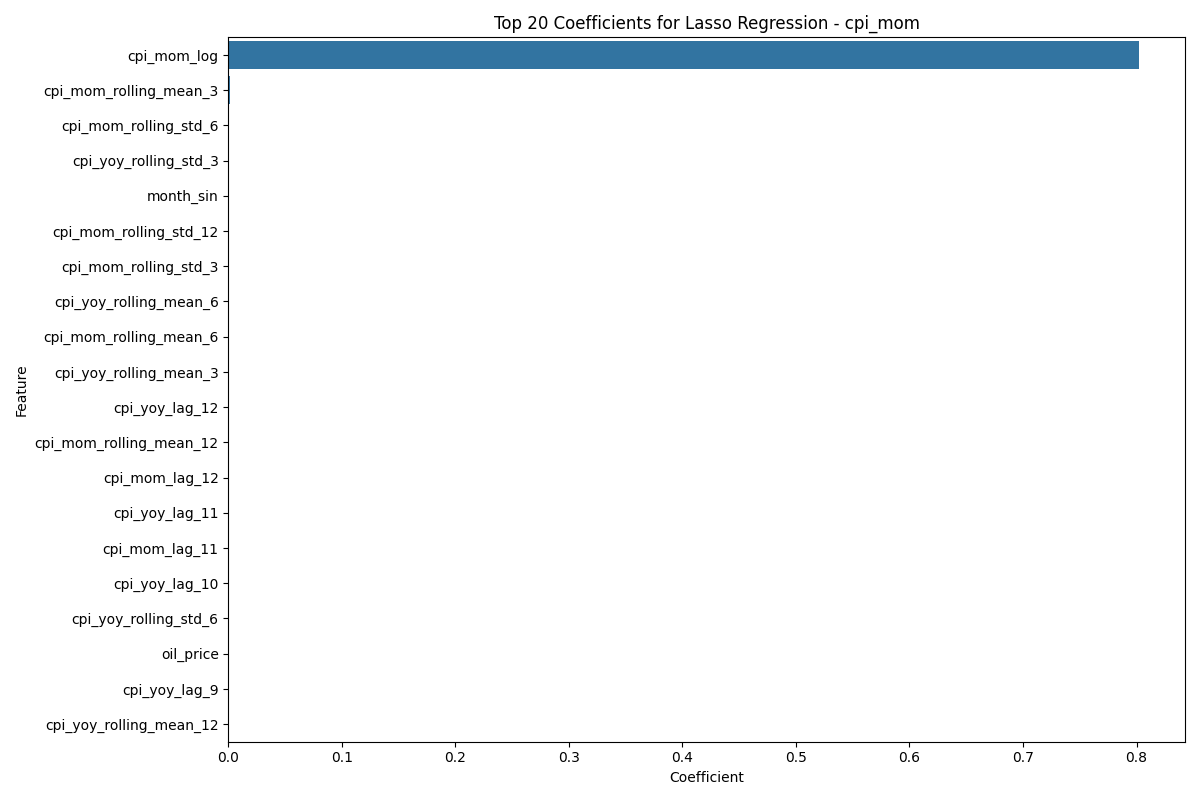 Top 20 Coefficients for Lasso Regression - cpi_mom
Feature
cpi_mom_log
cpi_mom_rolling_mean_3
cpi_mom_rolling_std_6
cpi_yoy_rolling_std_3
month_sin
cpi_mom_rolling_std_12
cpi_mom_rolling_std_3
cpi_yoy_rolling_mean_6
cpi_mom_rolling_mean_6
cpi_yoy_rolling_mean_3
cpi_yoy_lag_12
cpi_mom_rolling_mean_12
cpi_mom_lag_12
cpi_yoy_lag_11
cpi_mom_lag_11
cpi_yoy_lag_10
cpi_yoy_rolling_std_6
oil_price
cpi_yoy_lag_9
cpi_yoy_rolling_mean_12
0.0 0.1 0.2 0.3 0.4 0.5 0.6 0.7 0.8
Coefficient